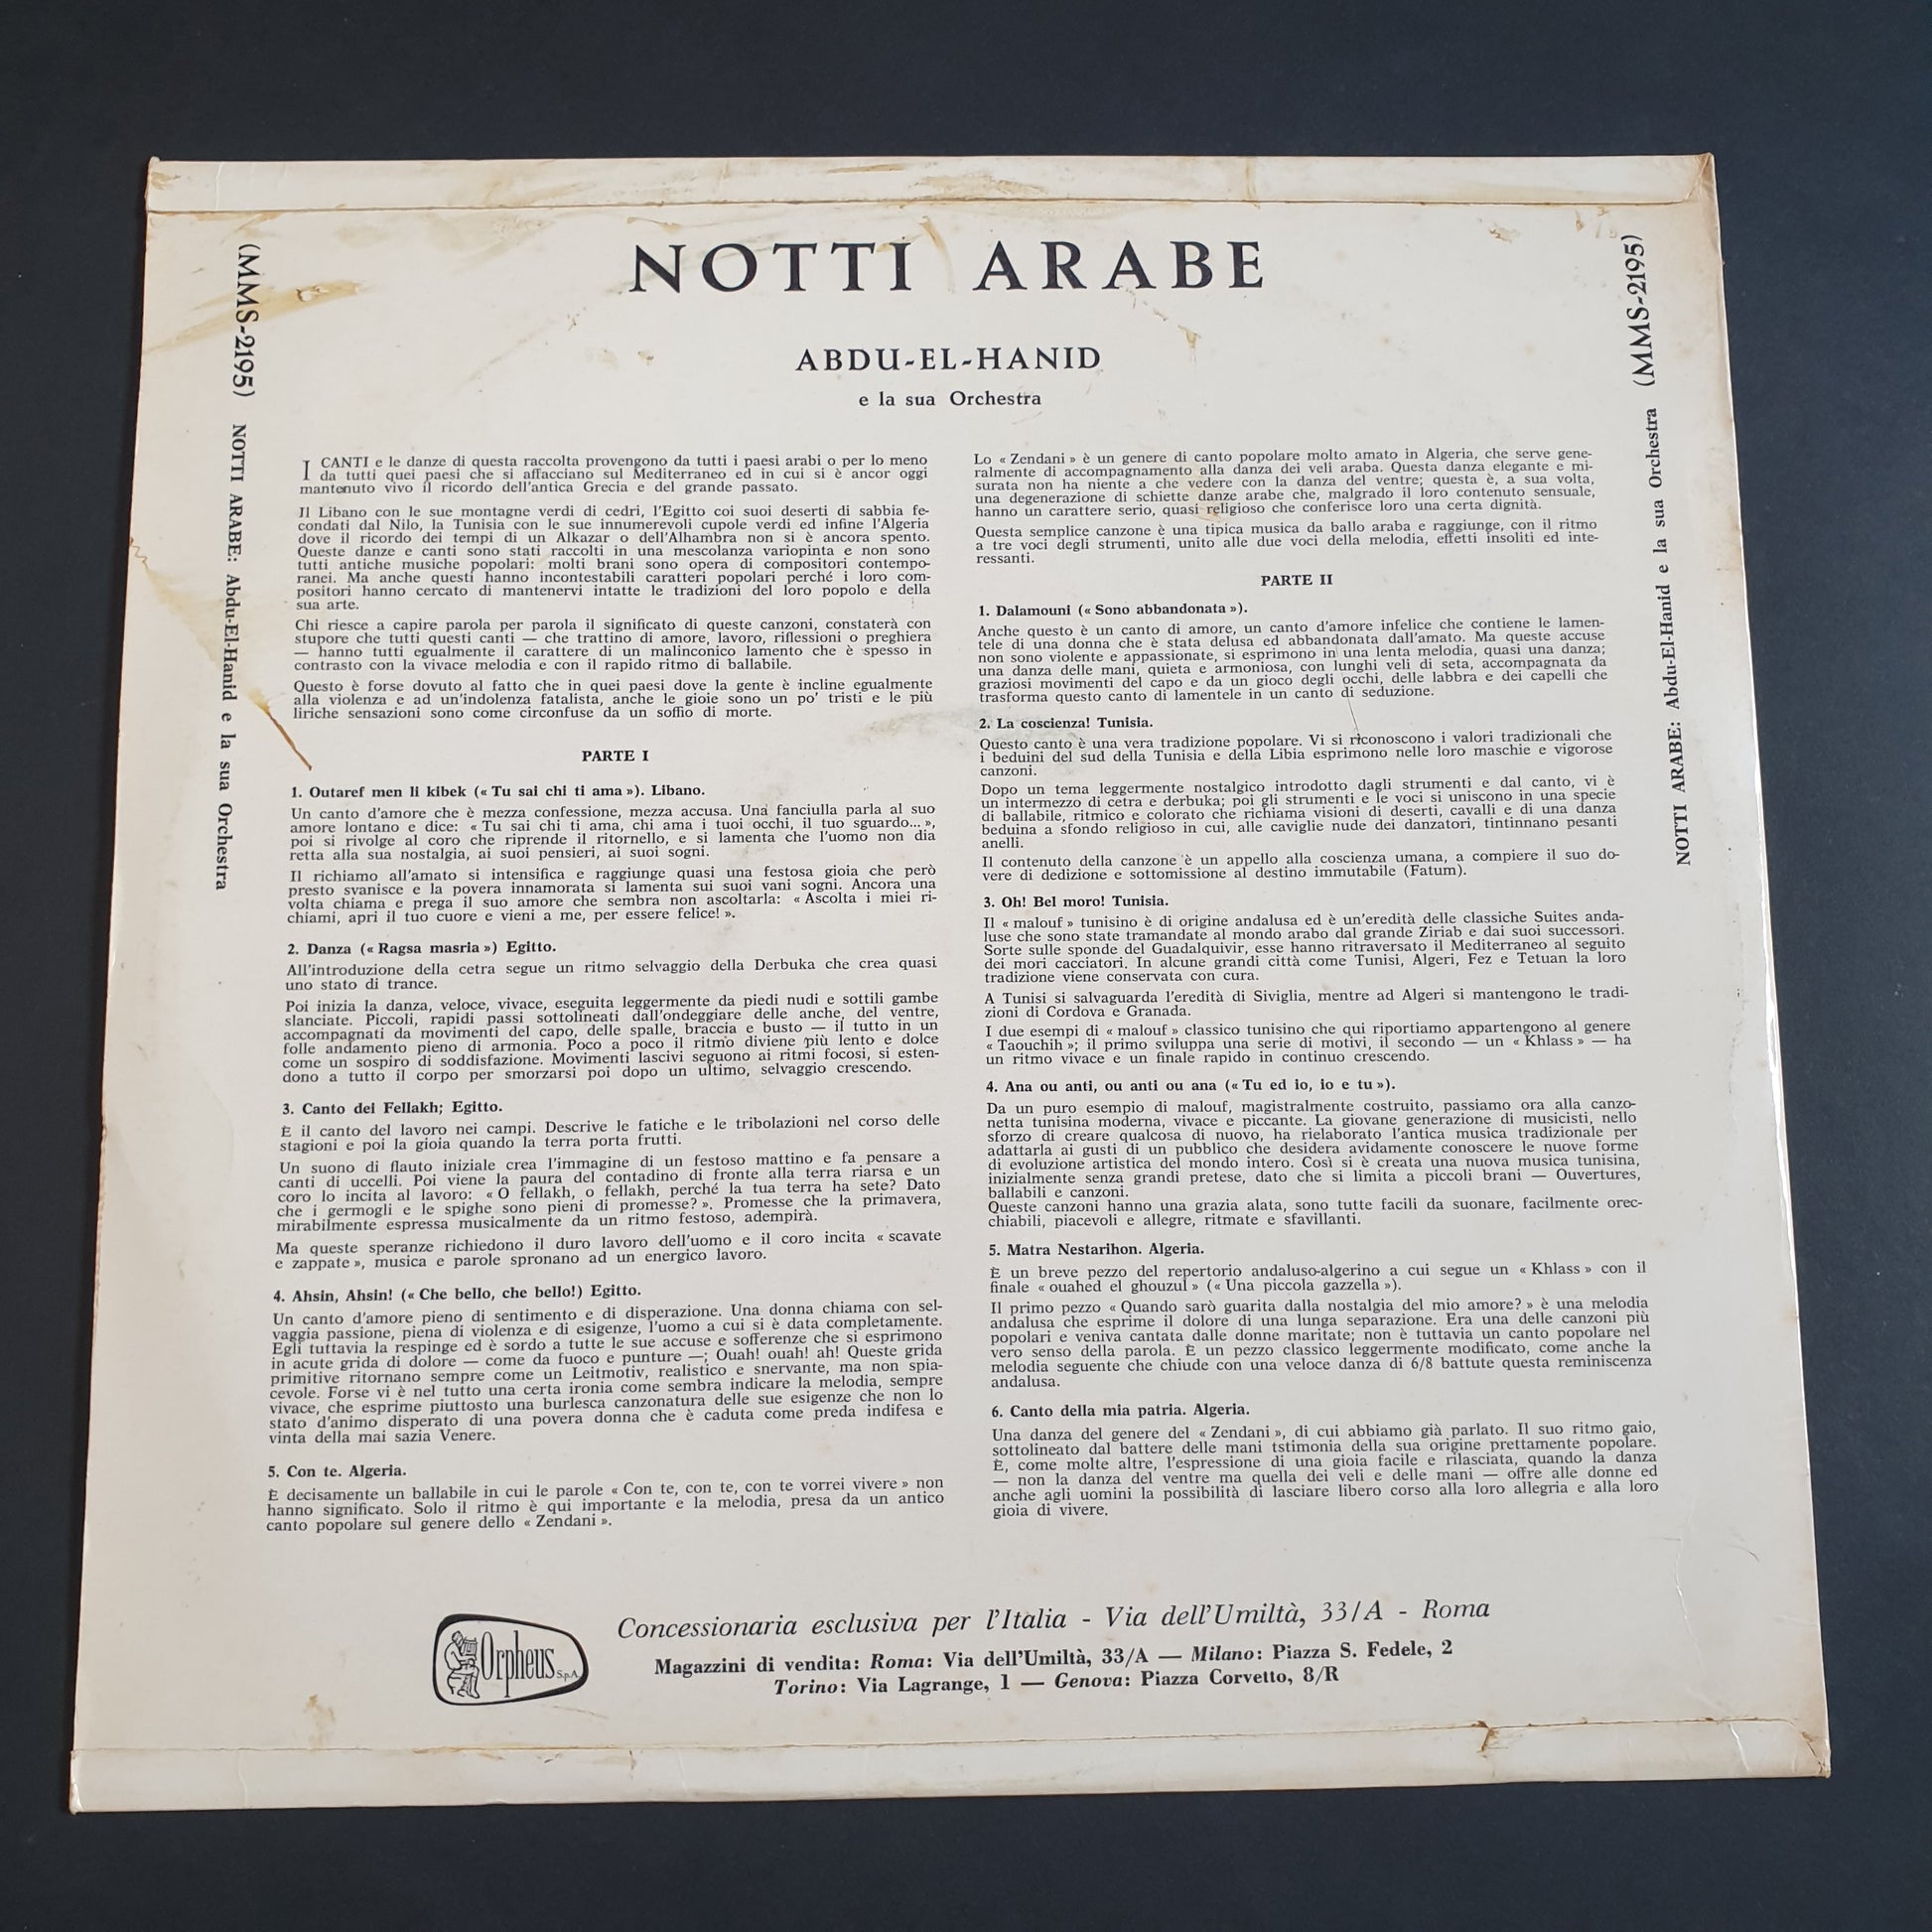 NOTTI ARABE
ABDU-EL-HANID
e la sua Orchestra
(MMS-2195) NOTTI ARABE: Abdu-El-Hanid e la sua Orchestra
I CANTI e le danze di questa raccolta provengono da tutti i paesi arabi o per lo meno
da tutti quei paesi che si affacciano sul Mediterraneo ed in cui si è ancor oggi
mantenuto vivo il ricordo dell'antica Grecia e del grande passato.
Il Libano con le sue montagne verdi di cedri, l'Egitto coi suoi deserti di sabbia fe-
condati dal Nilo, la Tunisia con le sue innumerevoli cupole verdi ed infine l'Algeria
dove il ricordo dei tempi di un Alkazar o dell'Alhambra non si è ancora spento.
Queste danze e canti sono stati raccolti in una mescolanza variopinta e non sono
tutti antiche musiche popolari: molti brani sono opera di compositori contempo-
ranei. Ma anche questi hanno incontestabili caratteri popolari perché i loro com-
positori hanno cercato di mantenervi intatte le tradizioni del loro popolo e della
sua arte.
Chi riesce a capire parola per parola il significato di queste canzoni, constaterà con
stupore che tutti questi canti — che trattino di amore, lavoro, riflessioni o preghiera
— hanno tutti egualmente il carattere di un malinconico lamento che è spesso in
contrasto con la vivace melodia e con il rapido ritmo di ballabile.
Questo è forse dovuto al fatto che in quei paesi dove la gente è incline egualmente
alla violenza e ad un'indolenza fatalista, anche le gioie sono un po' tristi e le più
liriche sensazioni sono come circonfuse da un soffio di morte.
PARTE I
1. Outaref men li kibek (« Tu sai chi ti ama »). Libano.
Un canto d'amore che è mezza confessione, mezza accusa. Una fanciulla parla al suo
amore lontano e dice: « Tu sai chi ti ama, chi ama i tuoi occhi, il tuo sguardo... »,
poi si rivolge al coro che riprende il ritornello, e si lamenta che l'uomo non dia
retta alla sua nostalgia, ai suoi pensieri, ai suoi sogni.
Il richiamo all'amato si intensifica e raggiunge quasi una festosa gioia che però
presto svanisce e la povera innamorata si lamenta sui suoi vani sogni. Ancora una
volta chiama e prega il suo amore che sembra non ascoltarla: « Ascolta i miei ri-
chiami, apri il tuo cuore e vieni a me, per essere felice! ».
2. Danza (« Ragsa masria ») Egitto.
All'introduzione della cetra segue un ritmo selvaggio della Derbuka che crea quasi
uno stato di trance.
Poi inizia la danza, veloce, vivace, eseguita leggermente da piedi nudi e sottili gambe
slanciate. Piccoli, rapidi passi sottolineati dall'ondeggiare delle anche, del ventre,
accompagnati da movimenti del capo, delle spalle, braccia e busto — il tutto in un
folle andamento pieno di armonia. Poco a poco il ritmo diviene più lento e dolce
come un sospiro di soddisfazione. Movimenti lascivi seguono ai ritmi focosi, si esten-
dono a tutto il corpo per smorzarsi poi dopo un ultimo, selvaggio crescendo.
3. Canto dei Fellakh; Egitto.
È il canto del lavoro nei campi. Descrive le fatiche e le tribolazioni nel corso delle
stagioni e poi la gioia quando la terra porta frutti.
Un suono di flauto iniziale crea l'immagine di un festoso mattino e fa pensare a
canti di uccelli. Poi viene la paura del contadino di fronte alla terra riarsa e un
coro lo incita al lavoro: « O fellakh, o fellakh, perché la tua terra ha sete? Dato
che i germogli e le spighe sono pieni di promesse? ». Promesse che la primavera,
mirabilmente espressa musicalmente da un ritmo festoso, adempirà.
Ma queste speranze richiedono il duro lavoro dell'uomo e il coro incita « scavate
e zappate », musica e parole spronano ad un energico lavoro.
4. Ahsin, Ahsin! (« Che bello, che bello!) Egitto.
Un canto d'amore pieno di sentimento e di disperazione. Una donna chiama con sel-
vaggia passione, piena di violenza e di esigenze, l'uomo a cui si è data completamente.
Egli tuttavia la respinge ed è sordo a tutte le sue accuse e sofferenze che si esprimono
in acute grida di dolore — come da fuoco e punture —; Ouah! ouah! ah! Queste grida
primitive ritornano sempre come un Leitmotiv, realistico e snervante, ma non spia-
cevole. Forse vi è nel tutto una certa ironia come sembra indicare la melodia, sempre
vivace, che esprime piuttosto una burlesca canzonatura delle sue esigenze che non lo
stato d'animo disperato di una povera donna che è caduta come preda indifesa e
vinta della mai sazia Venere.
5. Con te. Algeria.
È decisamente un ballabile in cui le parole « Con te, con te, con te vorrei vivere » non
hanno significato. Solo il ritmo è qui importante e la melodia, presa da un antico
canto popolare sul genere dello « Zendani ».
Lo « Zendani » è un genere di canto popolare molto amato in Algeria, che serve gene-
ralmente di accompagnamento alla danza dei veli araba. Questa danza elegante e mi-
surata non ha niente a che vedere con la danza del ventre; questa è, a sua volta,
una degenerazione di schiette danze arabe che, malgrado il loro contenuto sensuale,
hanno un carattere serio, quasi religioso che conferisce loro una certa dignità.
Questa semplice canzone è una tipica musica da ballo araba e raggiunge, con il ritmo
a tre voci degli strumenti, unito alle due voci della melodia, effetti insoliti ed inte-
ressanti.
PARTE II
1. Dalamouni (« Sono abbandonata »).
Anche questo è un canto di amore, un canto d'amore infelice che contiene le lamen-
tele di una donna che è stata delusa ed abbandonata dall'amato. Ma queste accuse
non sono violente e appassionate, si esprimono in una lenta melodia, quasi una danza;
una danza delle mani, quieta e armoniosa, con lunghi veli di seta, accompagnata da
graziosi movimenti del capo e da un gioco degli occhi, delle labbra e dei capelli che
trasforma questo canto di lamentele in un canto di seduzione.
2. La coscienza! Tunisia.
Questo canto è una vera tradizione popolare. Vi si riconoscono i valori tradizionali che
i beduini del sud della Tunisia e della Libia esprimono nelle loro maschie e vigorose
canzoni.
Dopo un tema leggermente nostalgico introdotto dagli strumenti e dal canto, vi è
un intermezzo di cetra e derbuka; poi gli strumenti e le voci si uniscono in una specie
di ballabile, ritmico e colorato che richiama visioni di deserti, cavalli e di una danza
beduina a sfondo religioso in cui, alle caviglie nude dei danzatori, tintinnano pesanti
anelli.
Il contenuto della canzone è un appello alla coscienza umana, a compiere il suo do-
vere di dedizione e sottomissione al destino immutabile (Fatum).
3. Oh! Bel moro! Tunisia.
Il « malouf » tunisino è di origine andalusa ed è un'eredità delle classiche Suites anda-
luse che sono state tramandate al mondo arabo dal grande Ziriab e dai suoi successori.
Sorte sulle sponde del Guadalquivir, esse hanno ritraversato il Mediterraneo al seguito
dei mori cacciatori. In alcune grandi città come Tunisi, Algeri, Fez e Tetuan la loro
tradizione viene conservata con cura.
A Tunisi si salvaguarda l'eredità di Siviglia, mentre ad Algeri si mantengono le tradi-
zioni di Cordova e Granada.
I due esempi di « malouf » classico tunisino che qui riportiamo appartengono al genere
« Taouchih »; il primo sviluppa una serie di motivi, il secondo — un « Khlass » — ha
un ritmo vivace e un finale rapido in continuo crescendo.
4. Ana ou anti, ou anti ou ana (« Tu ed io, io e tu »).
Da un puro esempio di malouf, magistralmente costruito, passiamo ora alla canzo-
netta tunisina moderna, vivace e piccante. La giovane generazione di musicisti, nello
sforzo di creare qualcosa di nuovo, ha rielaborato l'antica musica tradizionale per
adattarla ai gusti di un pubblico che desidera avidamente conoscere le nuove forme
di evoluzione artistica del mondo intero. Così si è creata una nuova musica tunisina,
inizialmente senza grandi pretese, dato che si limita a piccoli brani — Ouvertures,
ballabili e canzoni.
Queste canzoni hanno una grazia alata, sono tutte facili da suonare, facilmente orec-
chiabili, piacevoli e allegre, ritmate e sfavillanti.
5. Matra Nestarihon. Algeria.
È un breve pezzo del repertorio andaluso-algerino a cui segue un « Khlass » con il
finale « ouahed el ghouzul » (« Una piccola gazzella »).
Il primo pezzo « Quando sarò guarita dalla nostalgia del mio amore? » è una melodia
andalusa che esprime il dolore di una lunga separazione. Era una delle canzoni più
popolari e veniva cantata dalle donne maritate; non è tuttavia un canto popolare nel
vero senso della parola. È un pezzo classico leggermente modificato, come anche la
melodia seguente che chiude con una veloce danza di 6/8 battute questa reminiscenza
andalusa.
6. Canto della mia patria. Algeria.
Una danza del genere del « Zendani », di cui abbiamo già parlato. Il suo ritmo gaio,
sottolineato dal battere delle mani tstimonia della sua origine prettamente popolare.
È, come molte altre, l'espressione di una gioia facile e rilasciata, quando la danza
— non la danza del ventre ma quella dei veli e delle mani — offre alle donne ed
anche agli uomini la possibilità di lasciare libero corso alla loro allegria e alla loro
gioia di vivere.
(MMS-2195) NOTTI ARABE: Abdu-El-Hanid e la sua Orchestra
Orpheus S.p.A.
Concessionaria esclusiva per l'Italia - Via dell'Umiltà, 33/A - Roma
Magazzini di vendita: Roma: Via dell'Umiltà, 33/A — Milano: Piazza S. Fedele, 2
Torino: Via Lagrange, 1 — Genova: Piazza Corvetto, 8/R